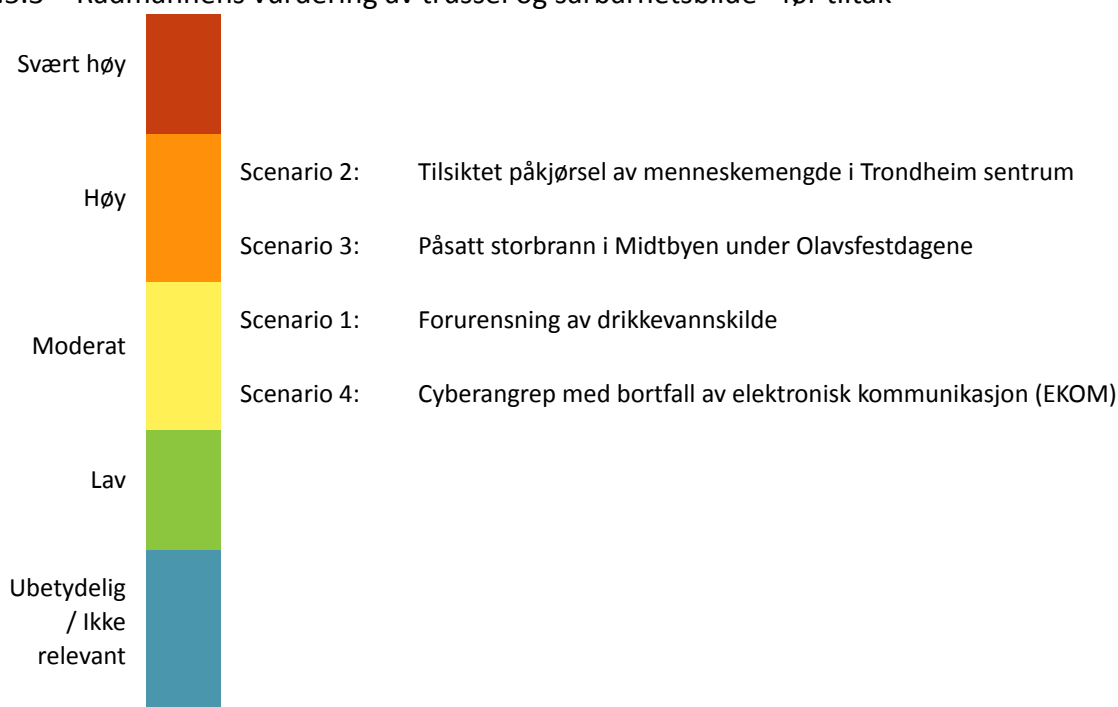 Rådmannens vurdering av trussel og sårbarhetsbilde - før tiltak
Svært høy
Scenario 2: Tilsiktet påkjørsel av menneskemengde i Trondheim sentrum
Høy
Scenario 3: Påsatt storbrann i Midtbyen under Olavsfestdagene
Scenario 1: Forurensning av drikkevannskilde
Moderat
Scenario 4: Cyberangrep med bortfall av elektronisk kommunikasjon (EKOM)
Lav
Ubetydelig
/ Ikke
relevant